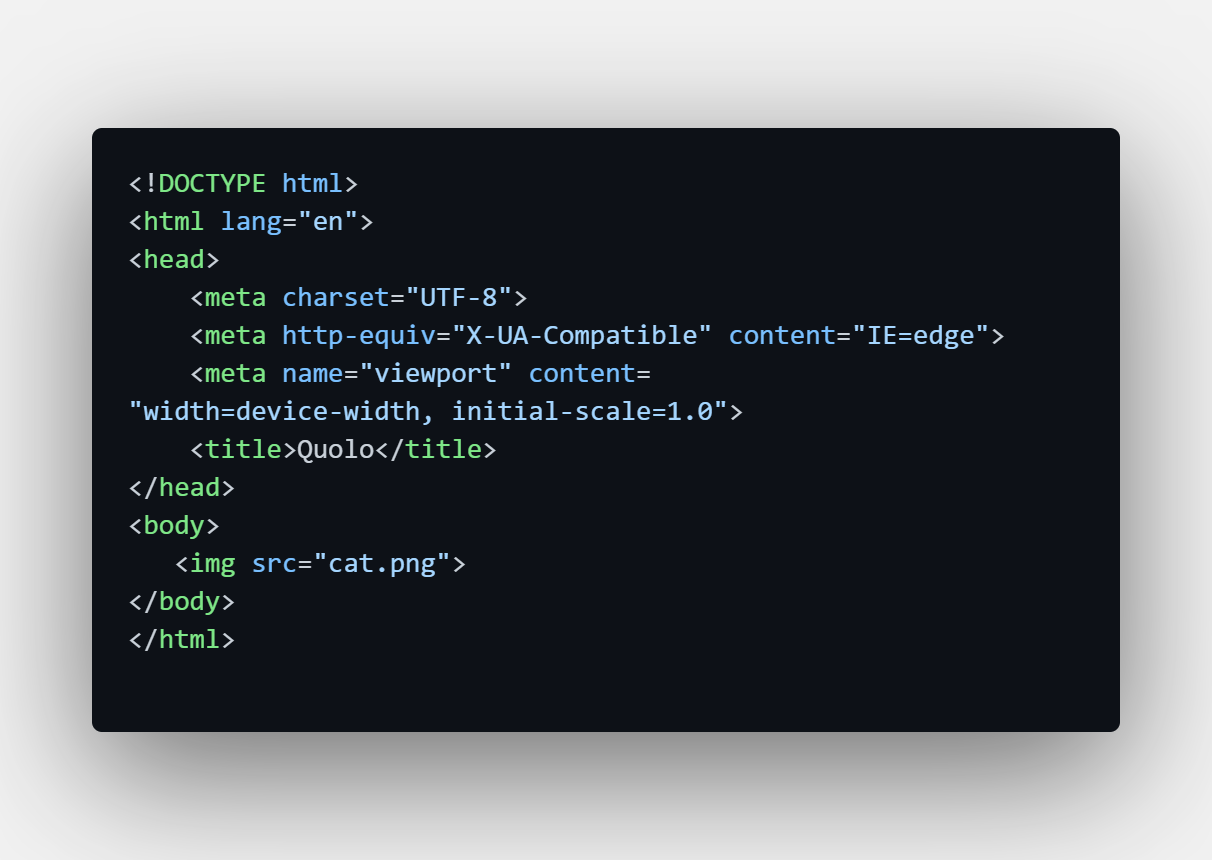 <!DOCTYPE html>
<html lang="en">
<head>
    <meta charset="UTF-8">
    <meta http-equiv="X-UA-Compatible" content="IE=edge">
    <meta name="viewport" content=
"width=device-width, initial-scale=1.0">
    <title>Quolo</title>
</head>
<body>
   <img src="cat.png">
</body>
</html>